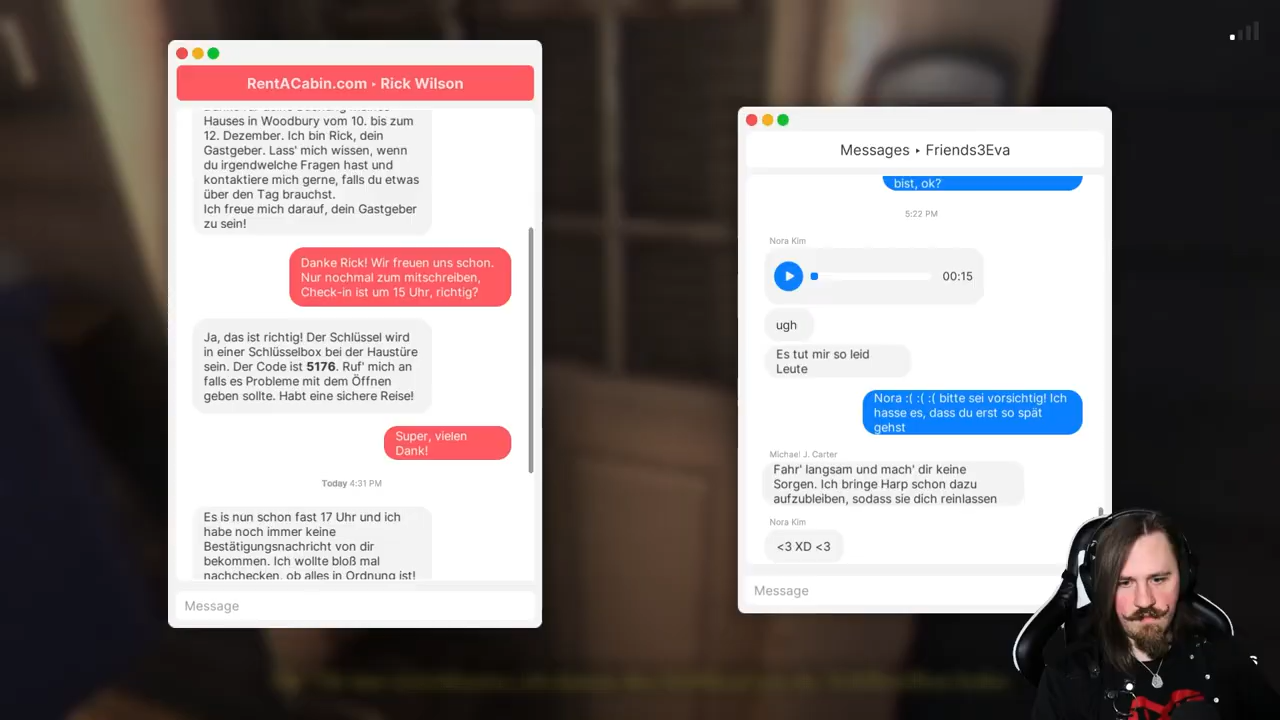 RentACabin.com ▸ Rick Wilson
Hauses in Woodbury vom 10. bis zum
12. Dezember. Ich bin Rick, dein
Gastgeber. Lass' mich wissen, wenn
du irgendwelche Fragen hast und
kontaktiere mich gerne, falls du etwas
über den Tag brauchst.
Ich freue mich darauf, dein Gastgeber
zu sein!
Danke Rick! Wir freuen uns schon.
Nur nochmal zum mitschreiben,
Check-in ist um 15 Uhr, richtig?
Ja, das ist richtig! Der Schlüssel wird
in einer Schlüsselbox bei der Haustüre
sein. Der Code ist 5176. Ruf' mich an
falls es Probleme mit dem Öffnen
geben sollte. Habt eine sichere Reise!
Super, vielen
Dank!
Today 4:31 PM
Es ist nun schon fast 17 Uhr und ich
habe noch immer keine
Bestätigungsnachricht von dir
bekommen. Ich wollte bloß mal
nachchecken, ob alles in Ordnung ist!
Message
Messages ▸ Friends3Eva
bist, ok?
5:22 PM
Nora Kim
00:15
ugh
Es tut mir so leid
Leute
Nora :( :( :( bitte sei vorsichtig! Ich
hasse es, dass du erst so spät
gehst
Michael J. Carter
Fahr' langsam und mach' dir keine
Sorgen. Ich bringe Harp schon dazu
aufzubleiben, sodass sie dich reinlassen
Nora Kim
<3 XD <3
Message